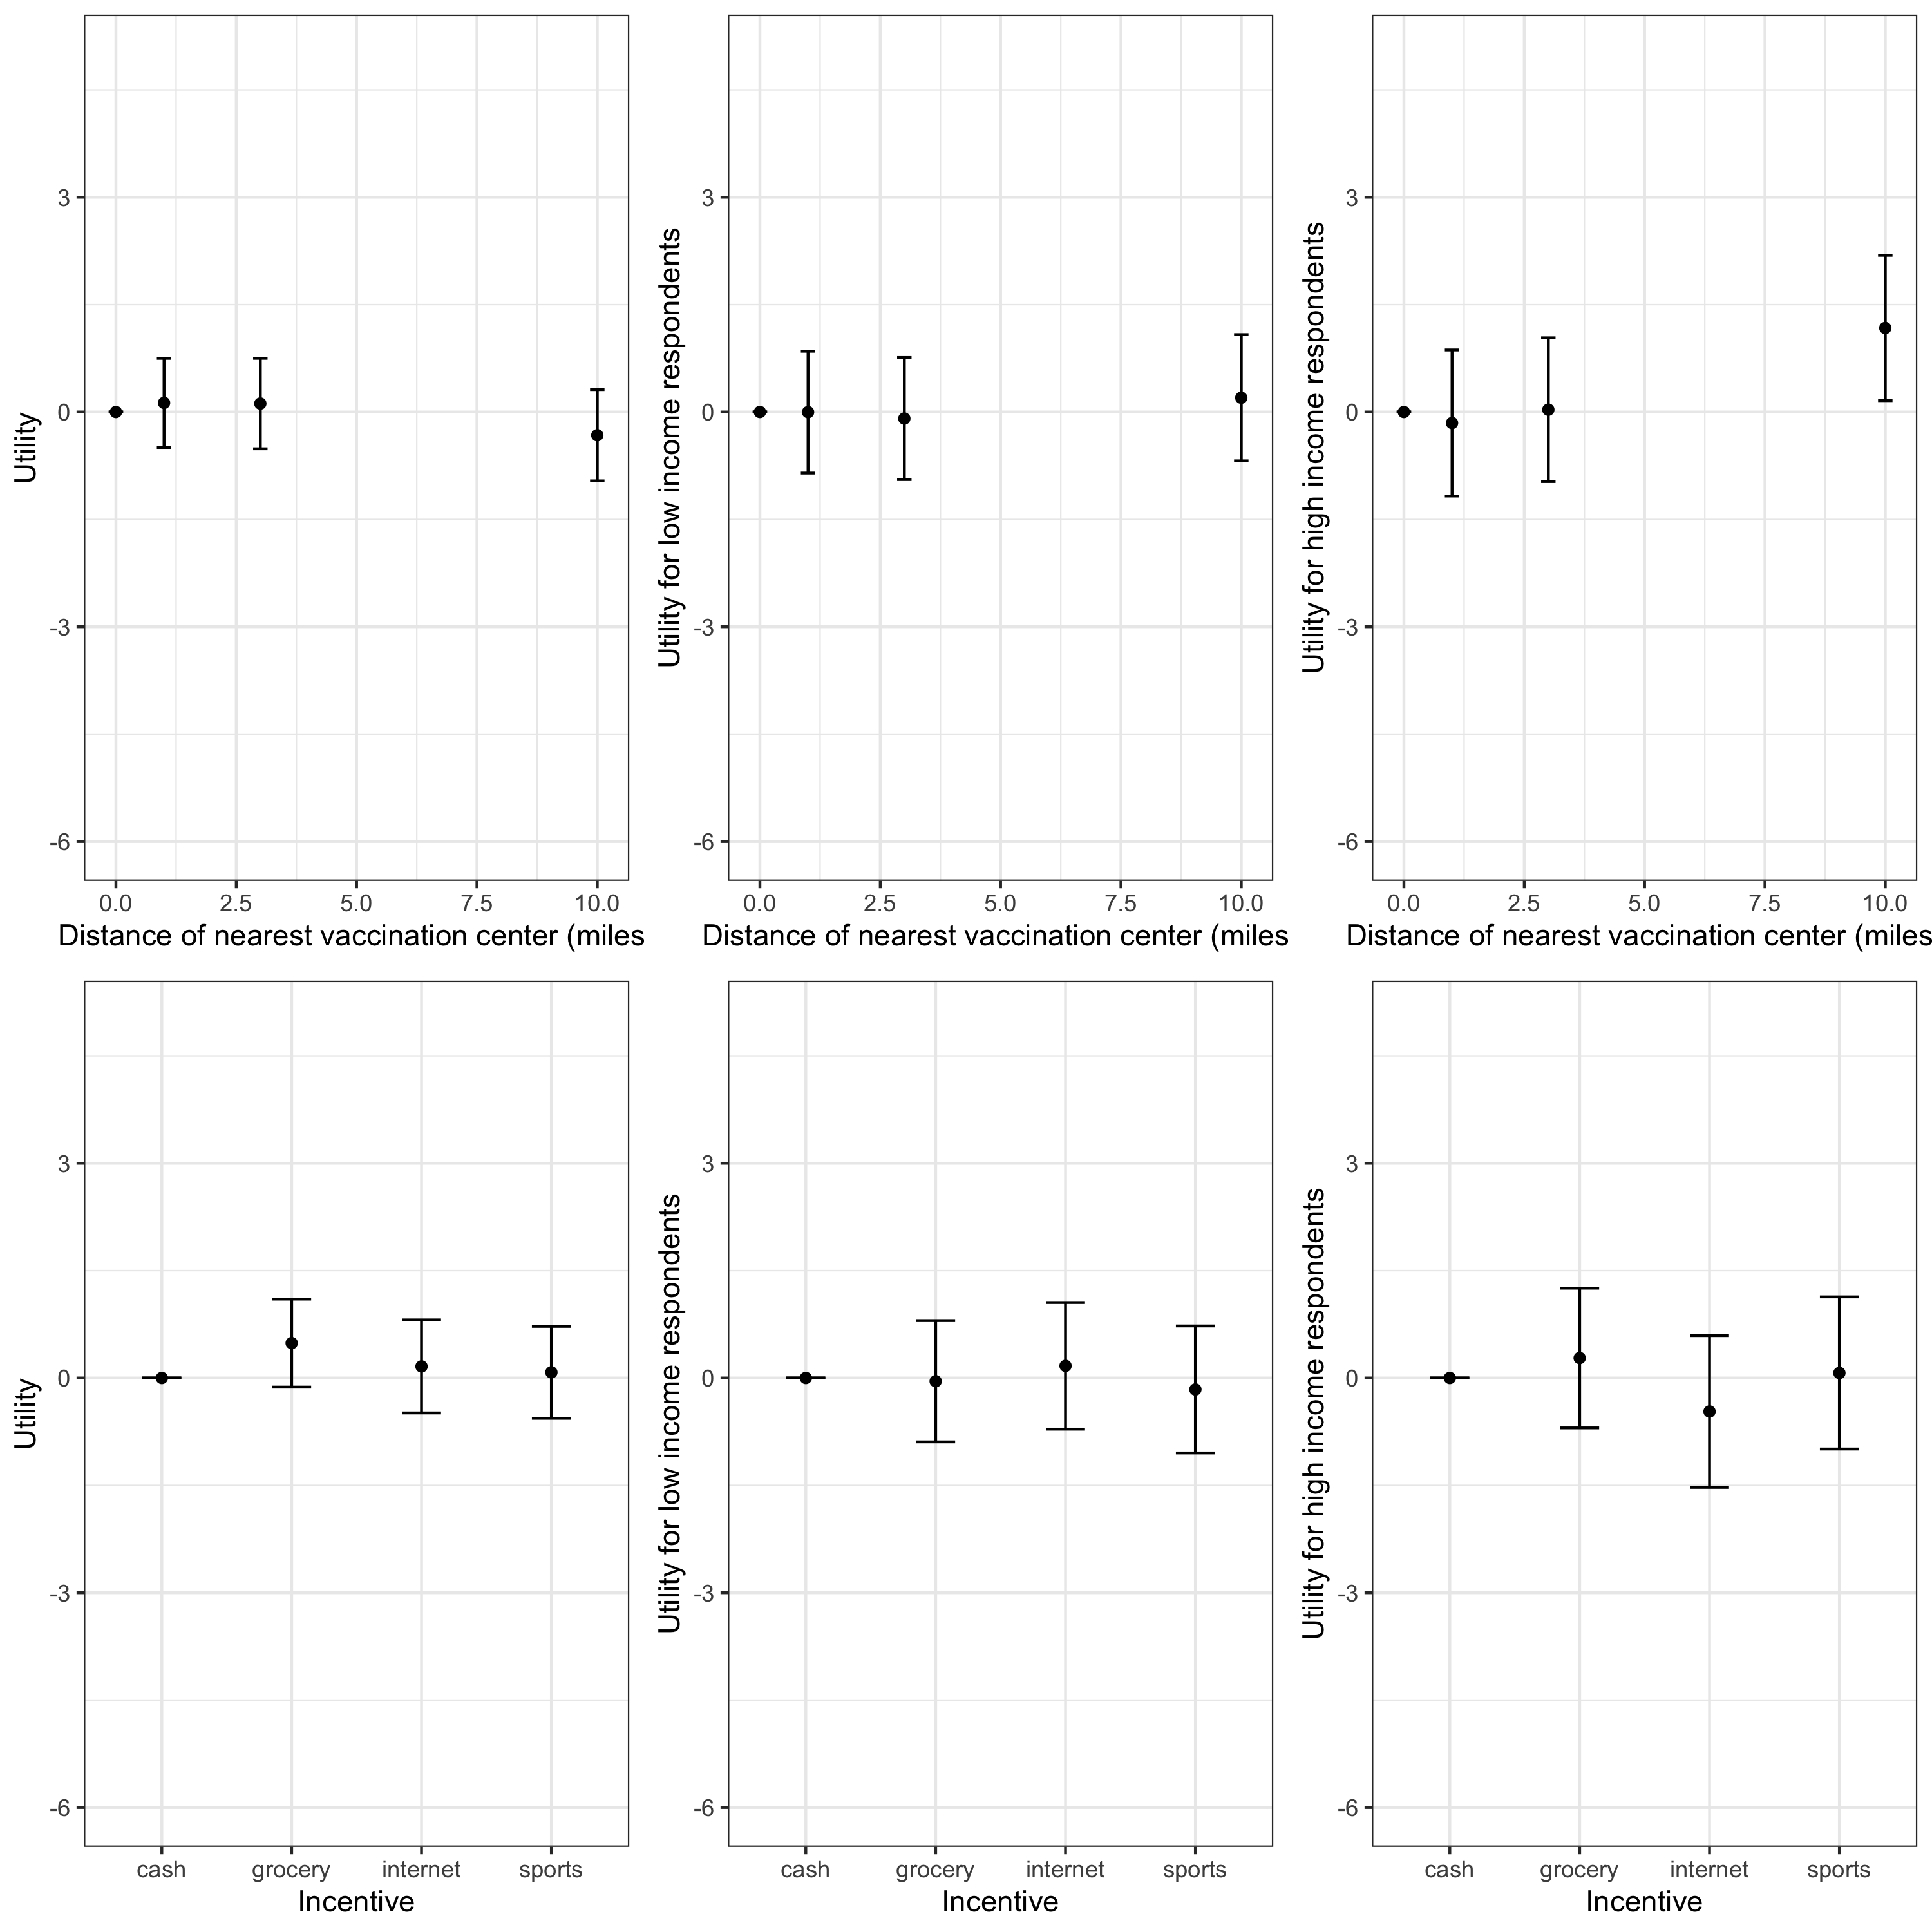 Utility
3
0
-3
-6
0.0 2.5 5.0 7.5 10.0
Distance of nearest vaccination center (miles
Utility for low income respondents
3
0
-3
-6
0.0 2.5 5.0 7.5 10.0
Distance of nearest vaccination center (miles
Utility for high income respondents
3
0
-3
-6
0.0 2.5 5.0 7.5 10.0
Distance of nearest vaccination center (miles
Utility
3
0
-3
-6
cash grocery internet sports
Incentive
Utility for low income respondents
3
0
-3
-6
cash grocery internet sports
Incentive
Utility for high income respondents
3
0
-3
-6
cash grocery internet sports
Incentive